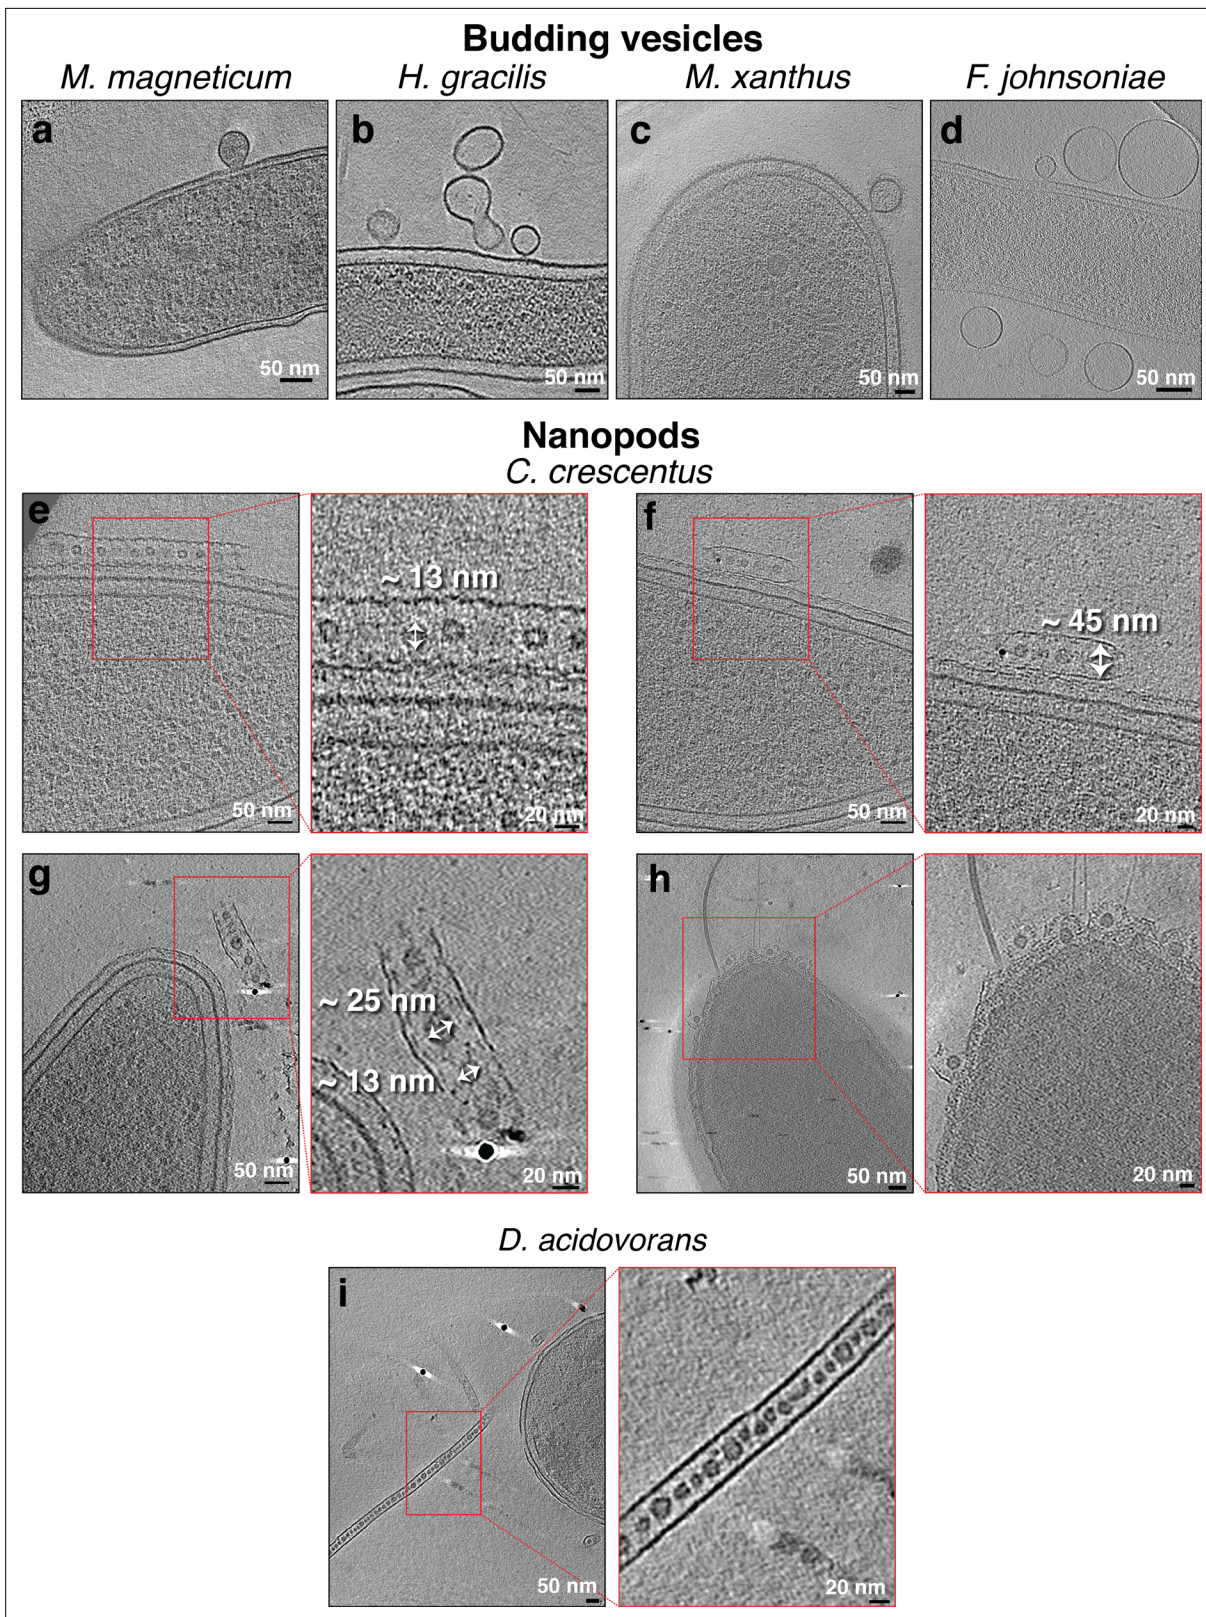 Budding vesicles
M. magneticum H. gracilis M. xanthus F. johnsoniae
a b c d
50 nm 50 nm 50 nm 50 nm
Nanopods
C. crescentus
e f
~ 13 nm
~ 45 nm
50 nm 20 nm 50 nm 20 nm
g h
~ 25 nm
~ 13 nm
50 nm 20 nm 50 nm 20 nm
D. acidovorans
i
50 nm 20 nm